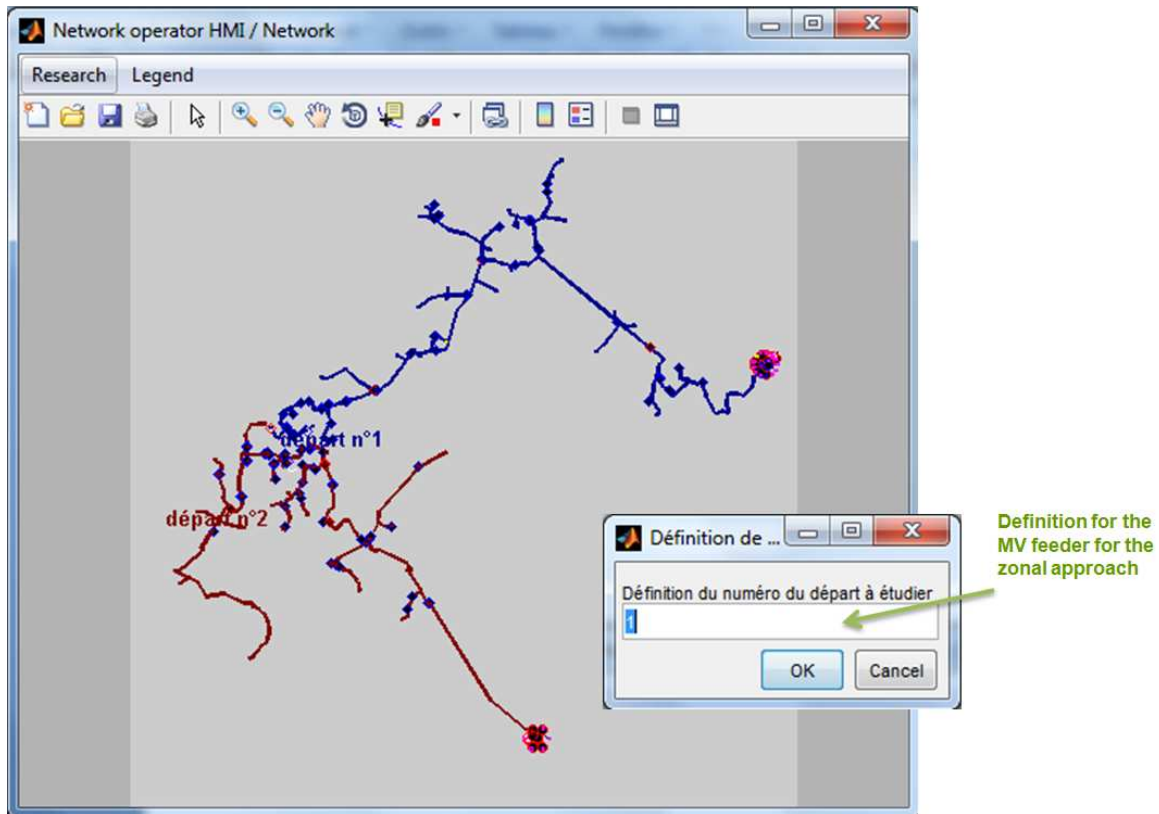 Network operator HMI / Network
Research Legend
départ n°1
départ n°2
Définition de ...
Définition du numéro du départ à étudier
1
OK Cancel
Definition for the
MV feeder for the
zonal approach